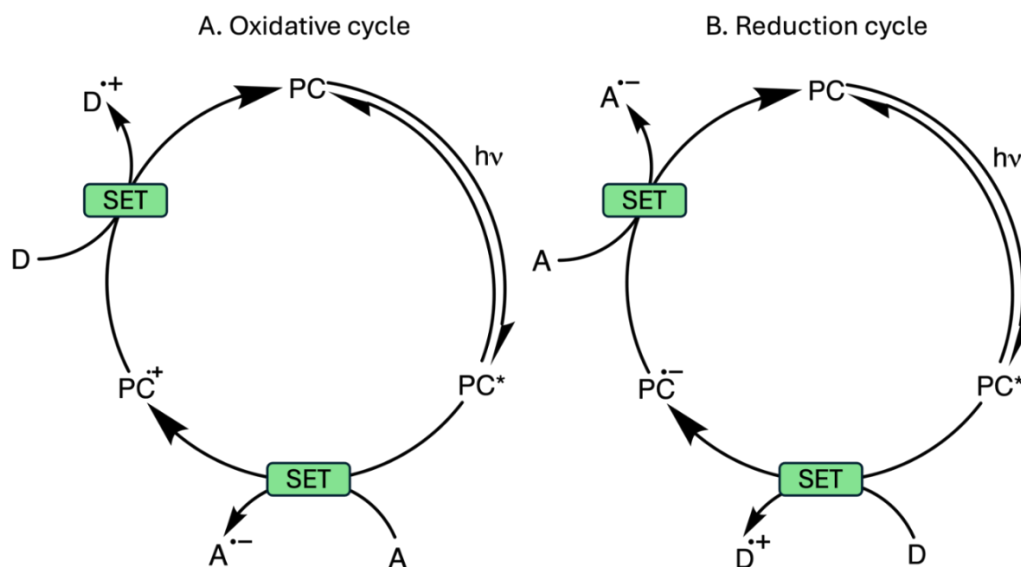 A. Oxidative cycle
D•+
PC
hν
SET
D
PC•+
PC*
SET
A•−
A
B. Reduction cycle
A•−
PC
hν
SET
A
PC•−
PC*
SET
D•+
D